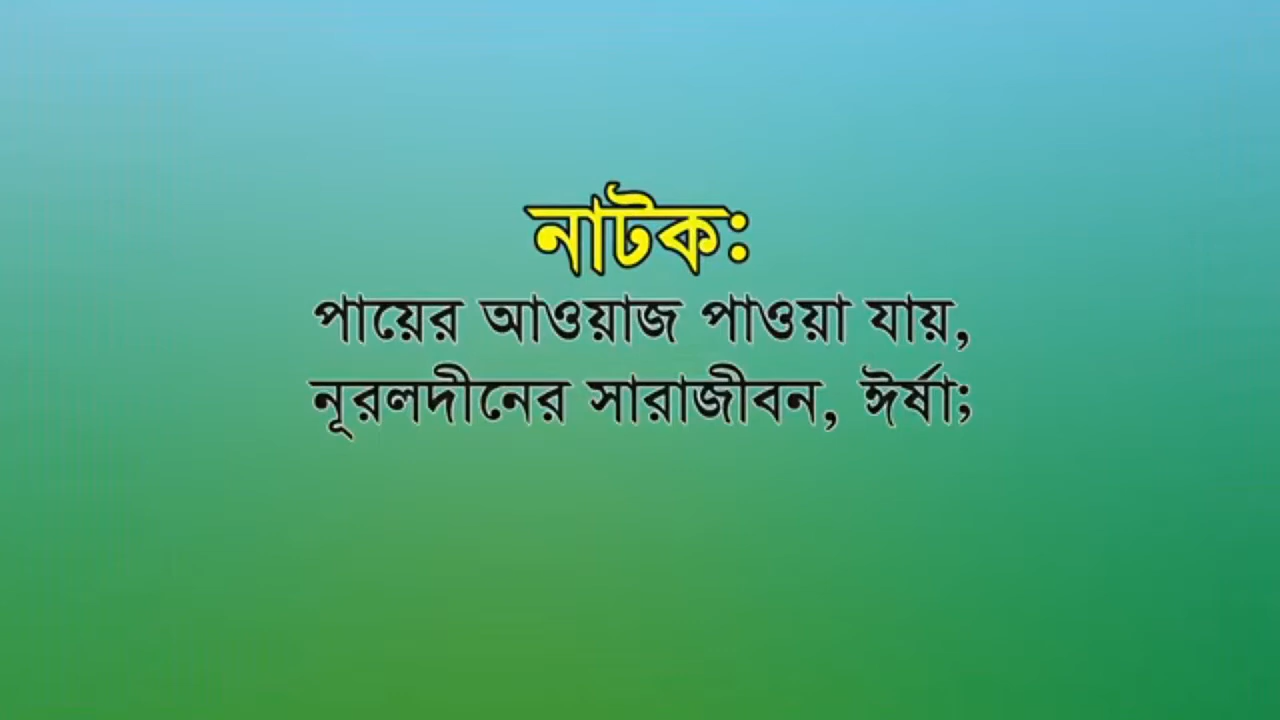 নাটক:
পায়ের আওয়াজ পাওয়া যায়,
নূরলদীনের সারাজীবন, ঈর্ষা;